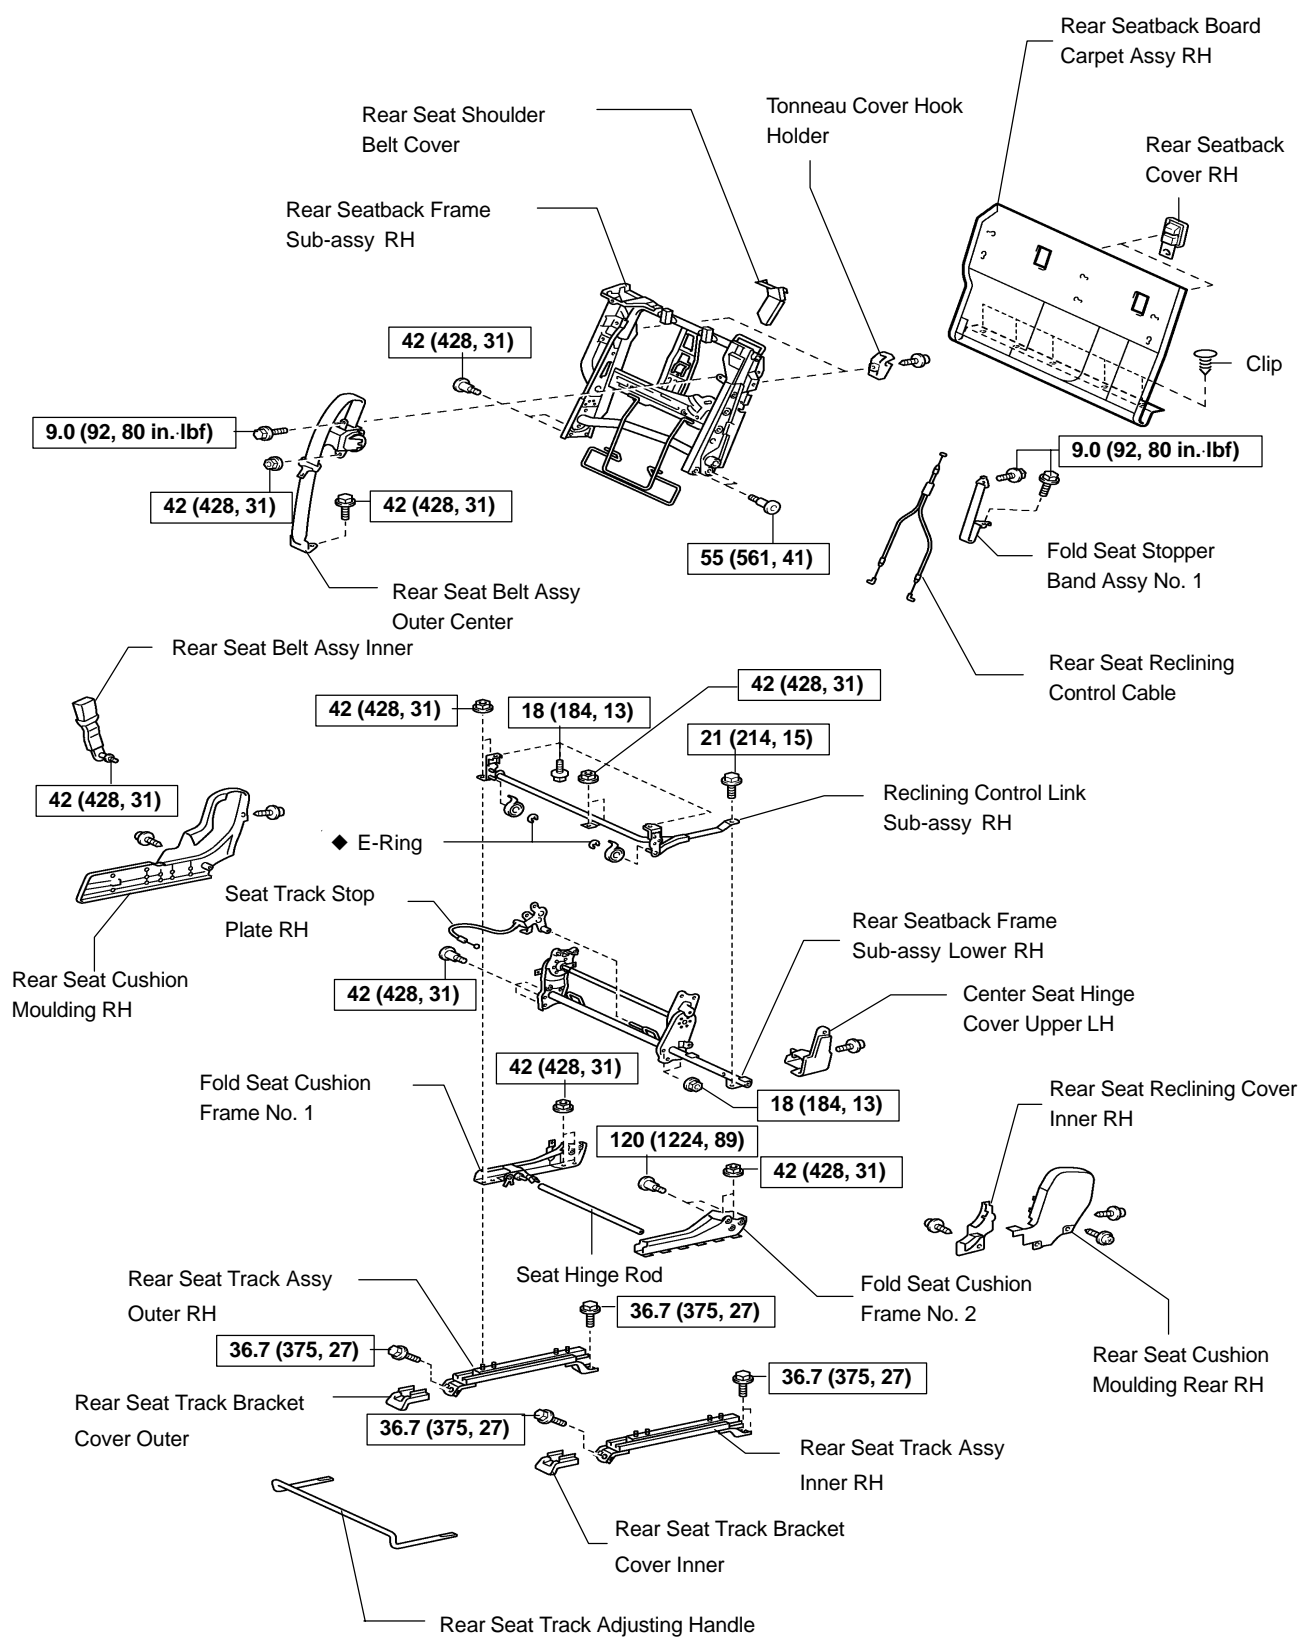 Rear Seatback Board
Carpet Assy RH
Rear Seat Shoulder
Belt Cover
Tonneau Cover Hook
Holder
Rear Seatback
Cover RH
Rear Seatback Frame
Sub-assy RH
42 (428, 31)
Clip
9.0 (92, 80 in.·lbf)
9.0 (92, 80 in.·lbf)
42 (428, 31)
42 (428, 31)
55 (561, 41)
Fold Seat Stopper
Band Assy No. 1
Rear Seat Belt Assy
Outer Center
Rear Seat Belt Assy Inner
Rear Seat Reclining
Control Cable
42 (428, 31)
42 (428, 31)
18 (184, 13)
21 (214, 15)
42 (428, 31)
Reclining Control Link
Sub-assy RH
◆ E-Ring
Seat Track Stop
Plate RH
Rear Seatback Frame
Sub-assy Lower RH
Rear Seat Cushion
Moulding RH
42 (428, 31)
Center Seat Hinge
Cover Upper LH
42 (428, 31)
Fold Seat Cushion
Frame No. 1
18 (184, 13)
Rear Seat Reclining Cover
Inner RH
120 (1224, 89)
42 (428, 31)
Seat Hinge Rod
Rear Seat Track Assy
Outer RH
Fold Seat Cushion
Frame No. 2
36.7 (375, 27)
36.7 (375, 27)
Rear Seat Cushion
Moulding Rear RH
36.7 (375, 27)
Rear Seat Track Bracket
Cover Outer
36.7 (375, 27)
Rear Seat Track Assy
Inner RH
Rear Seat Track Bracket
Cover Inner
Rear Seat Track Adjusting Handle